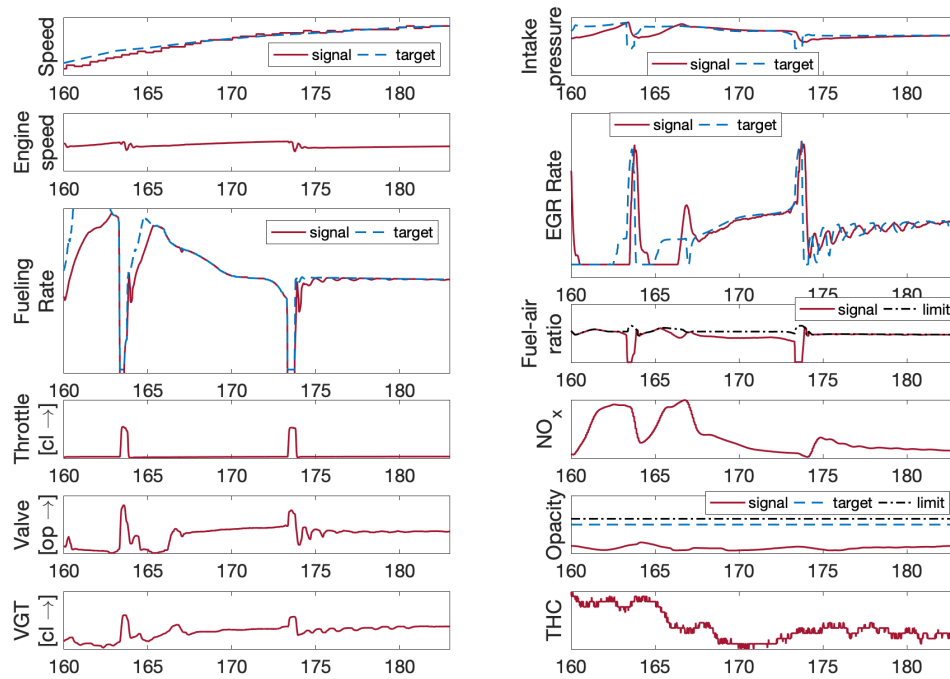 Speed
signal target
160 165 170 175 180
Engine
speed
160 165 170 175 180
Fueling
Rate
signal target
160 165 170 175 180
Throttle
[cl →]
160 165 170 175 180
Valve
[op →]
160 165 170 175 180
VGT
[cl →]
160 165 170 175 180
Intake
pressure
signal target
160 165 170 175 180
EGR Rate
signal target
160 165 170 175 180
Fuel-air
ratio
signal limit
160 165 170 175 180
NOx
160 165 170 175 180
Opacity
signal target limit
160 165 170 175 180
THC
160 165 170 175 180